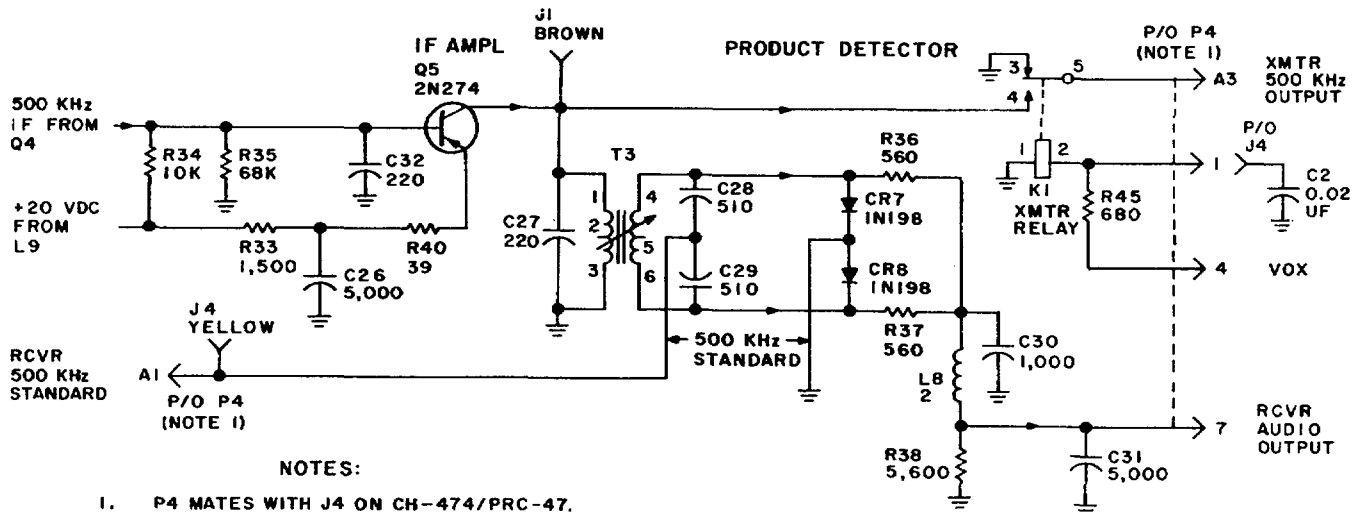 J1
BROWN
IF AMPL
Q5
2N274
PRODUCT DETECTOR
P/O P4
(NOTE 1)
3
5
4
A3
XMTR
500 KHz
OUTPUT
500 KHz
IF FROM
Q4
R34
10K
R35
68K
C32
220
T3
R36
560
1
2
K1
XMTR
RELAY
R45
680
1
P/O
J4
C2
0.02
UF
+20 VDC
FROM
L9
R33
1,500
C26
5,000
R40
39
C27
220
1
2
3
4
5
6
C28
510
C29
510
CR7
1N198
CR8
1N198
R37
560
4
VOX
J4
YELLOW
500 KHz
STANDARD
C30
1,000
L8
2
RCVR
500 KHz
STANDARD
A1
P/O P4
(NOTE 1)
7
RCVR
AUDIO
OUTPUT
R38
5,600
C31
5,000
NOTES:
1. P4 MATES WITH J4 ON CH-474/PRC-47.